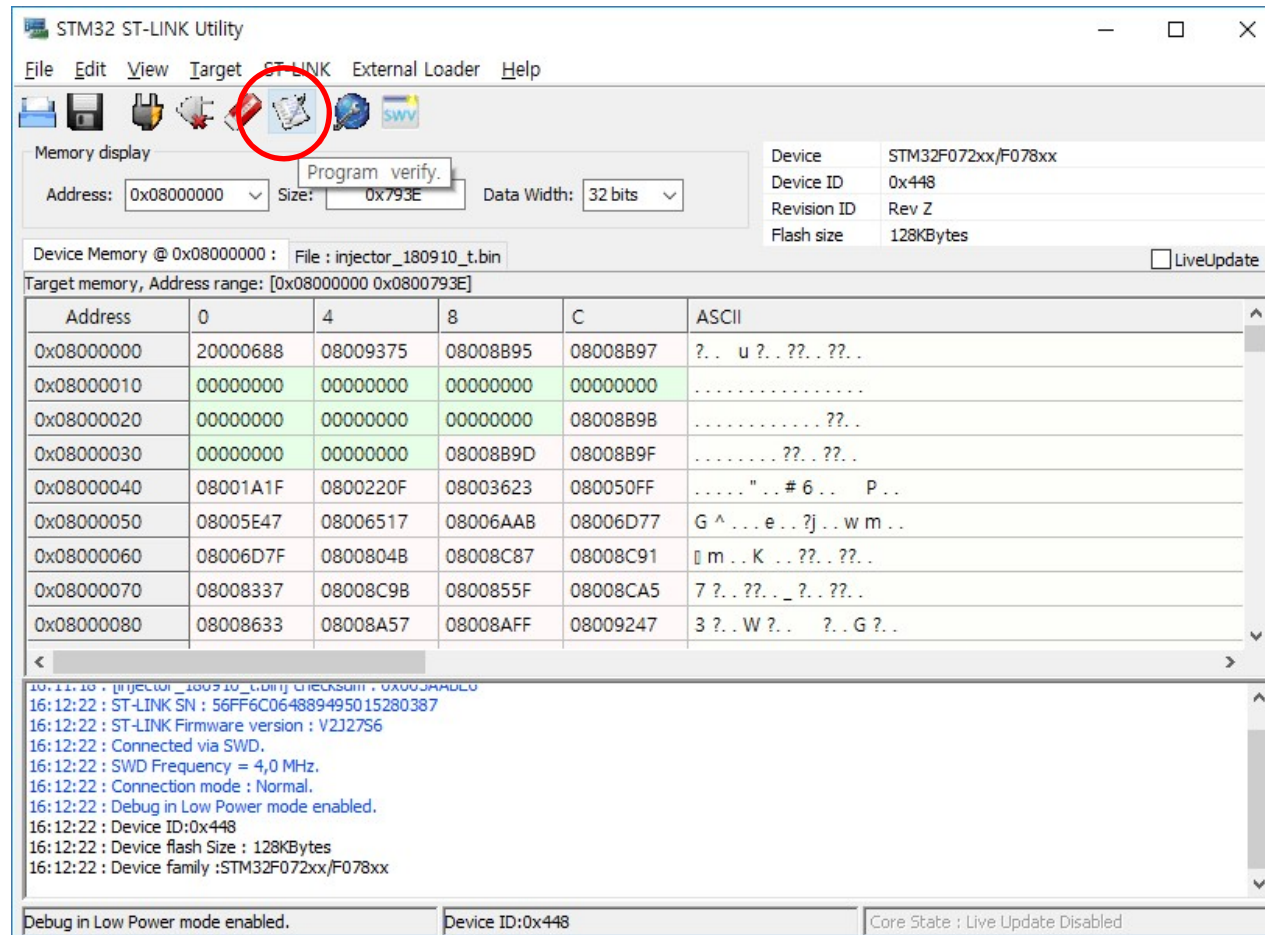 STM32 ST-LINK Utility
File Edit View Target ST-LINK External Loader Help
SWV
Memory display
Program verify.
Address: 0x08000000 Size: 0x793E Data Width: 32 bits
Device STM32F072xx/F078xx
Device ID 0x448
Revision ID Rev Z
Flash size 128KBytes
Device Memory @ 0x08000000 : File : injector_180910_t.bin LiveUpdate
Target memory, Address range: [0x08000000 0x0800793E]
Address 0 4 8 C ASCII
0x08000000 20000688 08009375 08008B95 08008B97 ?. . u ?. . ??. . ??. .
0x08000010 00000000 00000000 00000000 00000000 . . . . . . . . . . . . . . . .
0x08000020 00000000 00000000 00000000 08008B9B . . . . . . . . . . . . ??. .
0x08000030 00000000 00000000 08008B9D 08008B9F . . . . . . . . ??. . ??. .
0x08000040 08001A1F 0800220F 08003623 080050FF . . . . . " . . # 6 . . P . .
0x08000050 08005E47 08006517 08006AAB 08006D77 G ^ . . . e . . ?j . . w m . .
0x08000060 08006D7F 0800804B 08008C87 08008C91 ▯ m . . K . . ??. . ??. .
0x08000070 08008337 08008C9B 0800855F 08008CA5 7 ?. . ??. . _ ?. . ??. .
0x08000080 08008633 08008A57 08008AFF 08009247 3 ?. . W ?. . ?. . G ?. .
16:11:18 : [injector_180910_t.bin] checksum :
16:12:22 : ST-LINK SN : 56FF6C064889495015280387
16:12:22 : ST-LINK Firmware version : V2J27S6
16:12:22 : Connected via SWD.
16:12:22 : SWD Frequency = 4,0 MHz.
16:12:22 : Connection mode : Normal.
16:12:22 : Debug in Low Power mode enabled.
16:12:22 : Device ID:0x448
16:12:22 : Device flash Size : 128KBytes
16:12:22 : Device family :STM32F072xx/F078xx
Debug in Low Power mode enabled. Device ID:0x448 Core State : Live Update Disabled